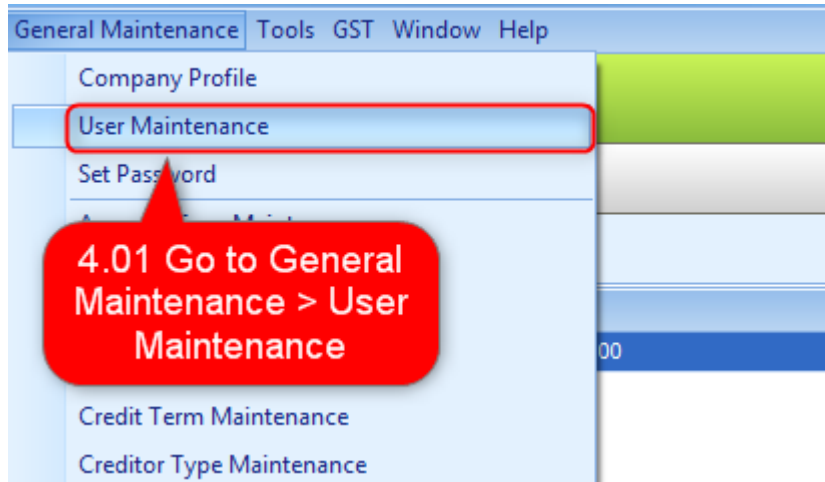 General Maintenance Tools GST Window Help
Company Profile
User Maintenance
Set Password
4.01 Go to General
Maintenance > User
Maintenance
00
Credit Term Maintenance
Creditor Type Maintenance